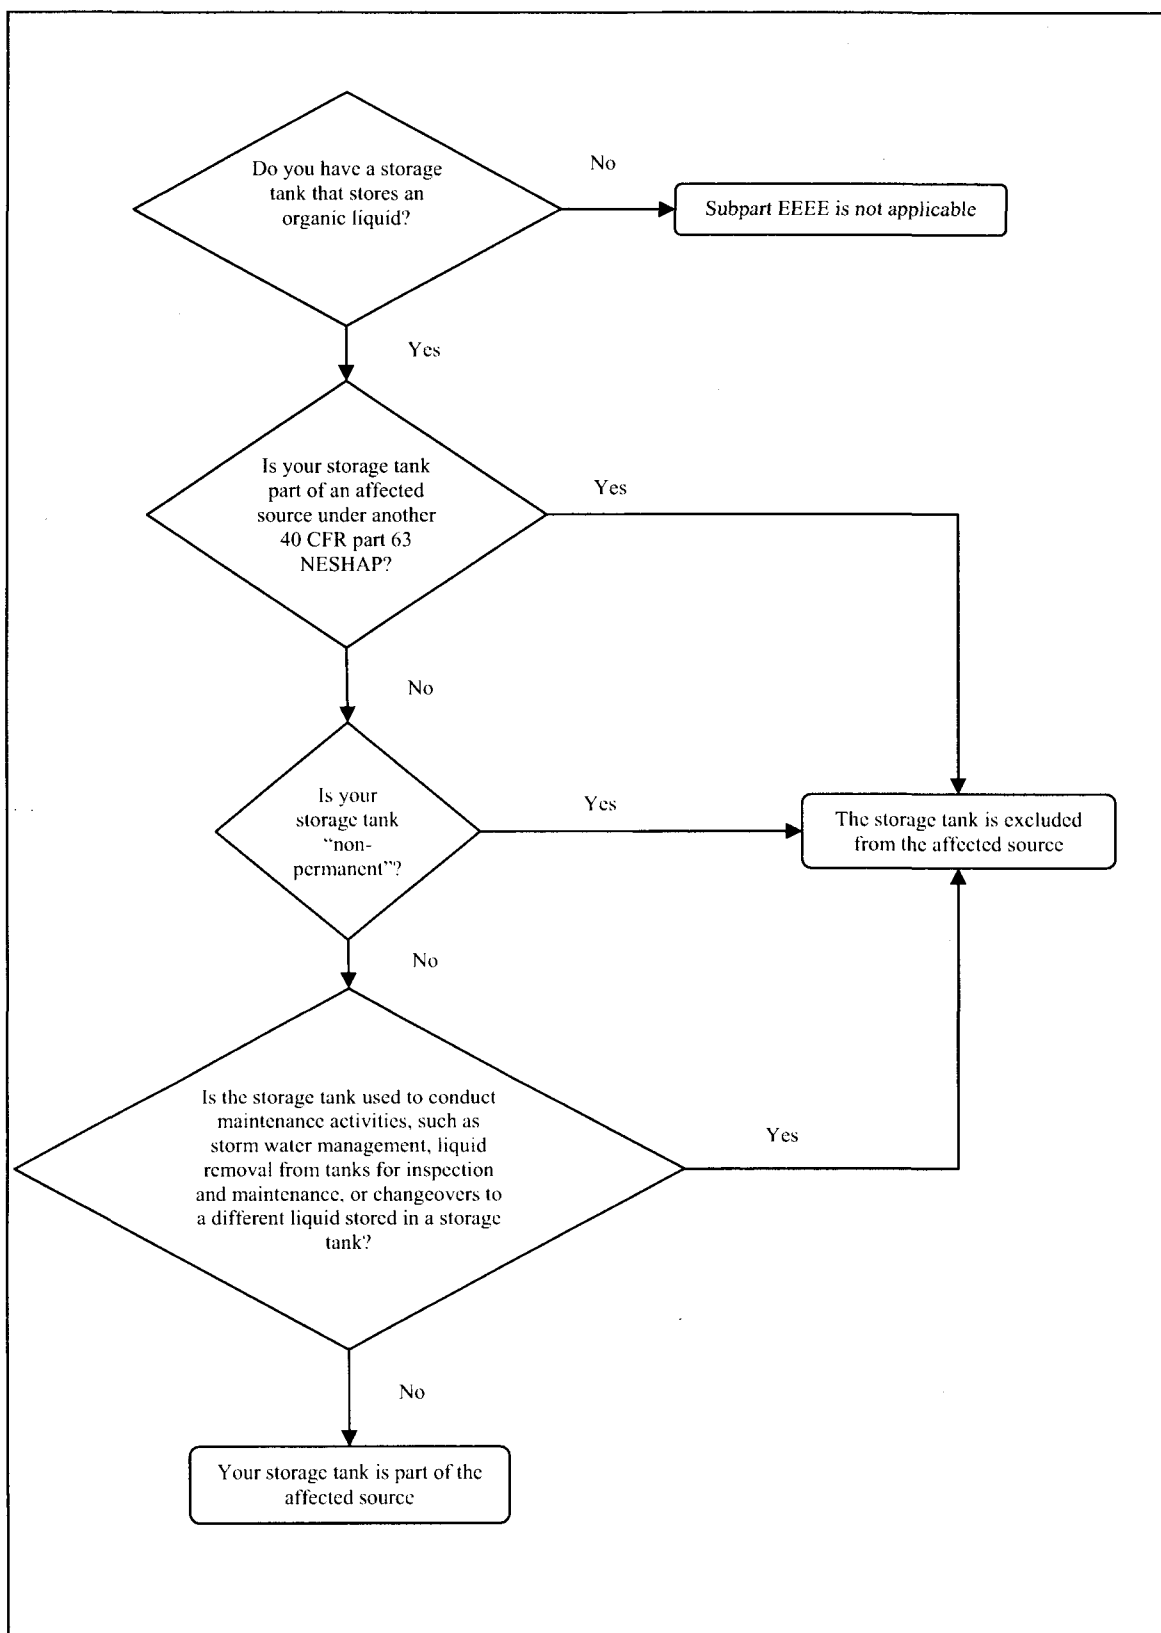 Do you have a storage
tank that stores an
organic liquid?
No
Subpart EEEE is not applicable
Yes
Is your storage tank
part of an affected
source under another
40 CFR part 63
NESHAP?
Yes
No
Is your
storage tank
“non-
permanent”?
Yes
The storage tank is excluded
from the affected source
No
Is the storage tank used to conduct
maintenance activities, such as
storm water management, liquid
removal from tanks for inspection
and maintenance, or changeovers to
a different liquid stored in a storage
tank?
Yes
No
Your storage tank is part of the
affected source